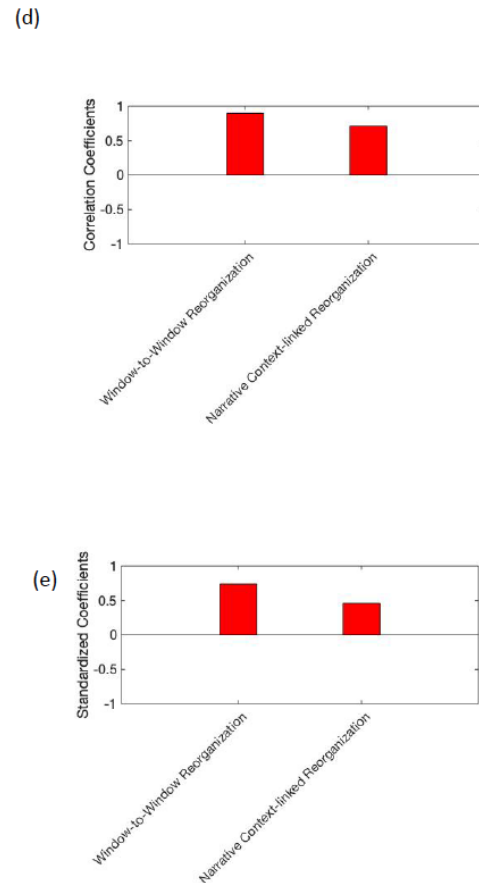 (d)
Correlation Coefficients
1
0.5
0
-0.5
-1
Window-to-Window Reorganization
Narrative Context-linked Reorganization
(e)
Standardized Coefficients
1
0.5
0
-0.5
-1
Window-to-Window Reorganization
Narrative Context-linked Reorganization